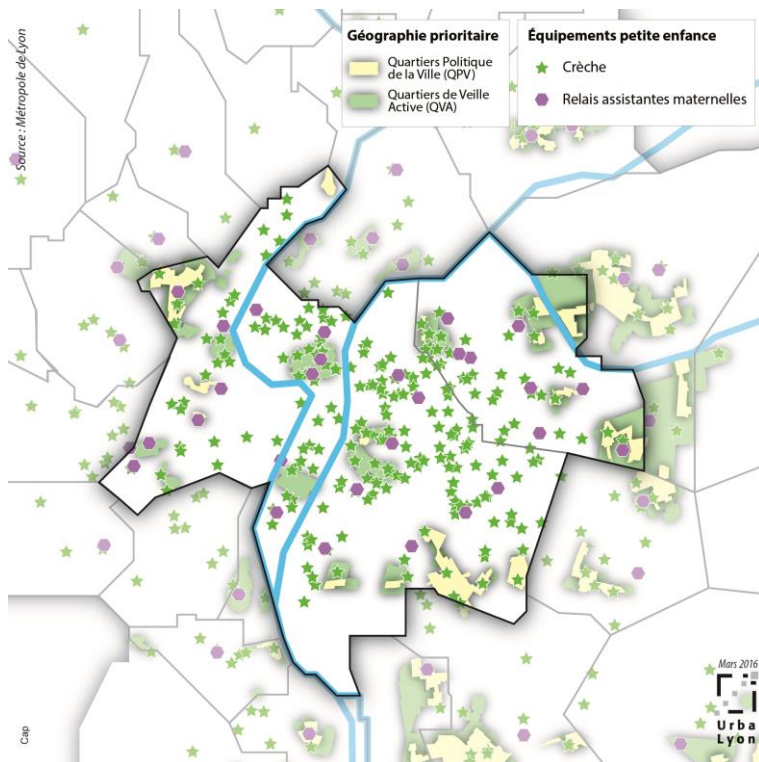 Source : Métropole de Lyon
Géographie prioritaire
Quartiers Politique
de la Ville (QPV)
Quartiers de Veille
Active (QVA)
Équipements petite enfance
Crèche
Relais assistantes maternelles
Mars 2016
Urba
Lyon
Cap